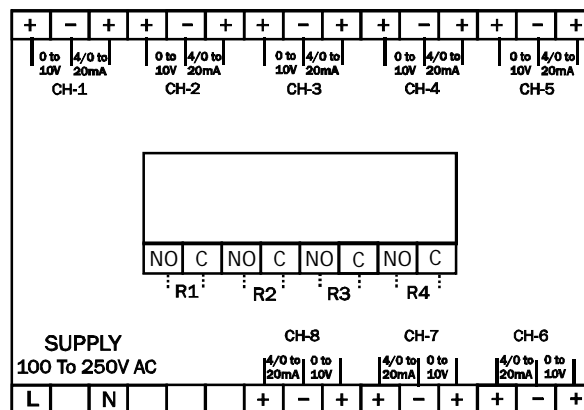 + − + + − + + − + + − + + − +
0 to 10V 4/0 to 20mA 0 to 10V 4/0 to 20mA 0 to 10V 4/0 to 20mA 0 to 10V 4/0 to 20mA 0 to 10V 4/0 to 20mA
CH-1 CH-2 CH-3 CH-4 CH-5
NO C NO C NO C NO C
R1 R2 R3 R4
SUPPLY
100 To 250V AC
CH-8 CH-7 CH-6
4/0 to 20mA 0 to 10V 4/0 to 20mA 0 to 10V 4/0 to 20mA 0 to 10V
L N + − + + − + + − +